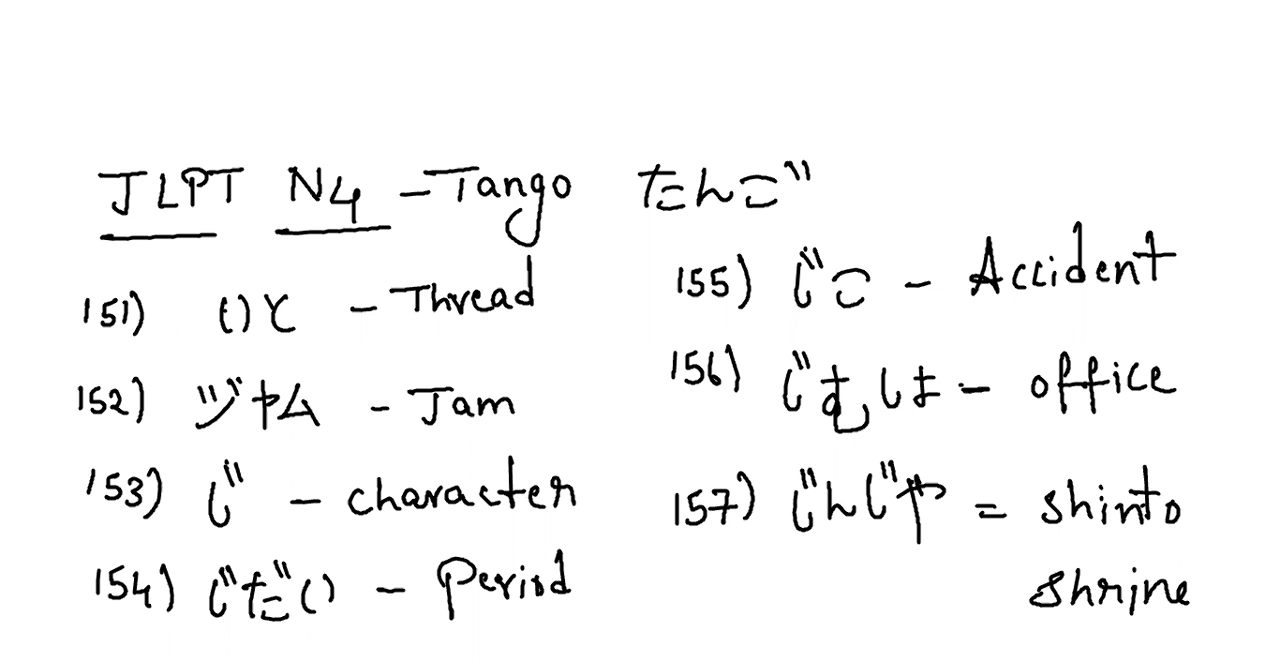 JLPT N4 - Tango たんご
151) いと - Thread
152) ジャム - Jam
153) じ - character
154) じだい - Period
155) じこ - Accident
156) じむしょ - office
157) じんじゃ = shinto
shrine